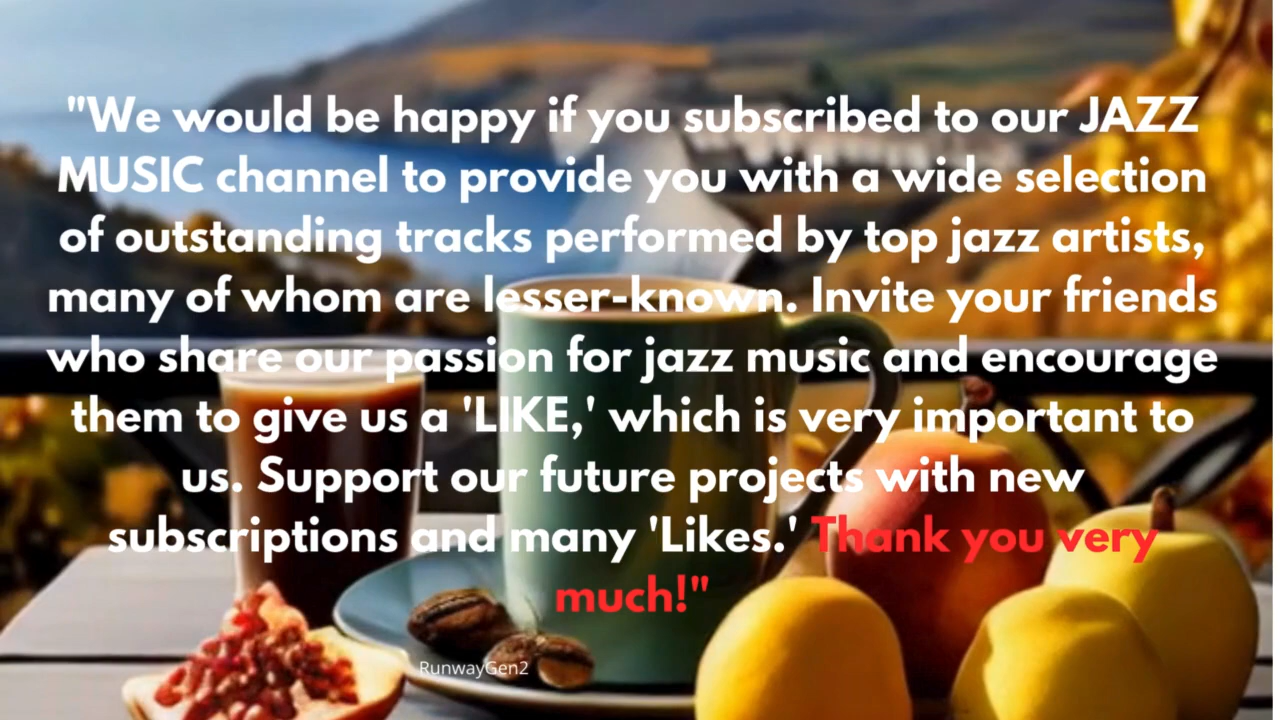 "We would be happy if you subscribed to our JAZZ
MUSIC channel to provide you with a wide selection
of outstanding tracks performed by top jazz artists,
many of whom are lesser-known. Invite your friends
who share our passion for jazz music and encourage
them to give us a 'LIKE,' which is very important to
us. Support our future projects with new
subscriptions and many 'Likes.' Thank you very
much!"
RunwayGen2